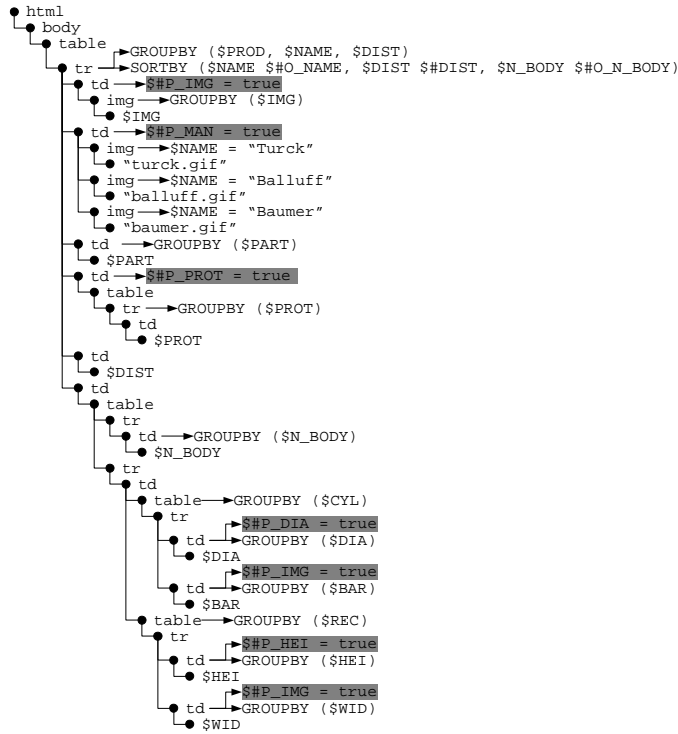 html
body
table
GROUPBY ($PROD, $NAME, $DIST)
tr SORTBY ($NAME $#O_NAME, $DIST $#DIST, $N_BODY $#O_N_BODY)
td $#P_IMG = true
img GROUPBY ($IMG)
$IMG
td $#P_MAN = true
img $NAME = “Turck”
“turck.gif”
img $NAME = “Balluff”
“balluff.gif”
img $NAME = “Baumer”
“baumer.gif”
td GROUPBY ($PART)
$PART
td $#P_PROT = true
table
tr GROUPBY ($PROT)
td
$PROT
td
$DIST
td
table
tr
td GROUPBY ($N_BODY)
$N_BODY
tr
td
table GROUPBY ($CYL)
tr
$#P_DIA = true
td GROUPBY ($DIA)
$DIA
$#P_IMG = true
td GROUPBY ($BAR)
$BAR
table GROUPBY ($REC)
tr
$#P_HEI = true
td GROUPBY ($HEI)
$HEI
$#P_IMG = true
td GROUPBY ($WID)
$WID